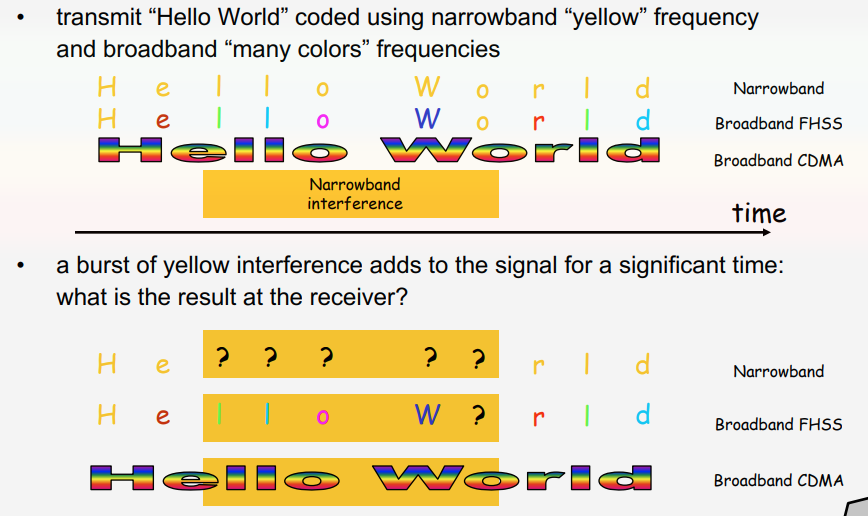 • transmit “Hello World” coded using narrowband “yellow” frequency
and broadband “many colors” frequencies
H e l l o W o r l d Narrowband
H e l l o W o r l d Broadband FHSS
Hello World Broadband CDMA
Narrowband
interference
time
• a burst of yellow interference adds to the signal for a significant time:
what is the result at the receiver?
H e ? ? ? ? ? r l d Narrowband
H e l l o W ? r l d Broadband FHSS
Hello World Broadband CDMA